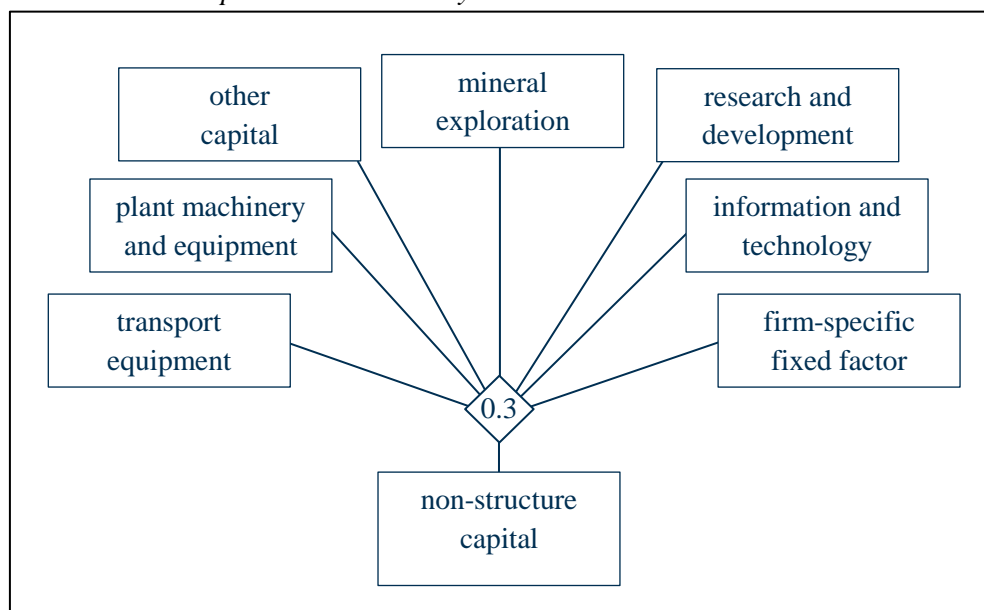 other
capital
mineral
exploration
research and
development
plant machinery
and equipment
information and
technology
transport
equipment
firm-specific
fixed factor
0.3
non-structure
capital